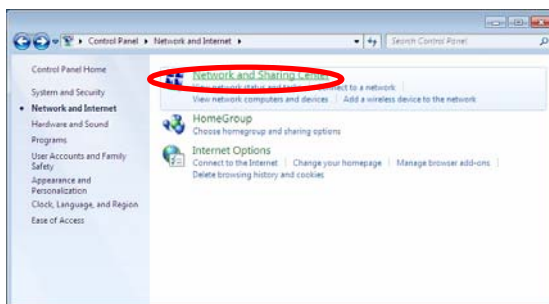 Control Panel ▸ Network and Internet ▸
Search Control Panel
Control Panel Home
System and Security
Network and Internet
Hardware and Sound
Programs
User Accounts and Family
Safety
Appearance and
Personalization
Clock, Language, and Region
Ease of Access
Network and Sharing Center
View network status and connect to a network
View network computers and devices | Add a wireless device to the network
HomeGroup
Choose homegroup and sharing options
Internet Options
Connect to the Internet | Change your homepage | Manage browser add-ons
Delete browsing history and cookies